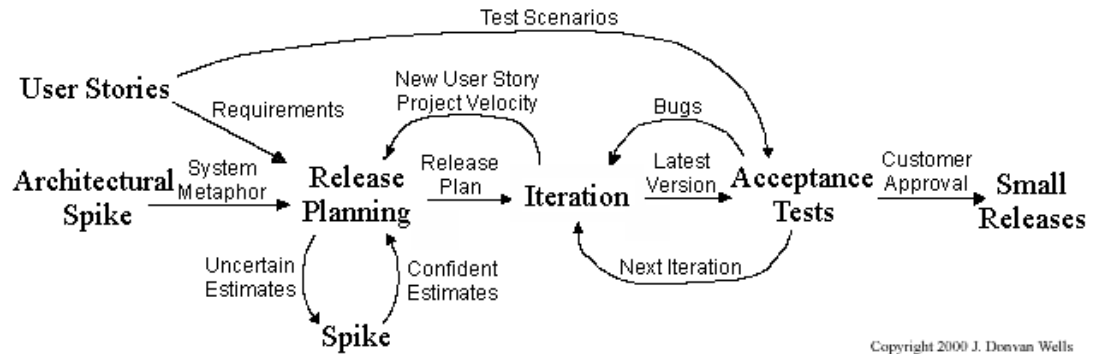 Test Scenarios
User Stories
New User Story
Project Velocity
Requirements
Bugs
Architectural
Spike
System
Metaphor
Release
Planning
Release
Plan
Iteration
Latest
Version
Acceptance
Tests
Customer
Approval
Small
Releases
Uncertain
Estimates
Confident
Estimates
Next Iteration
Spike
Copyright 2000 J. Donvan Wells